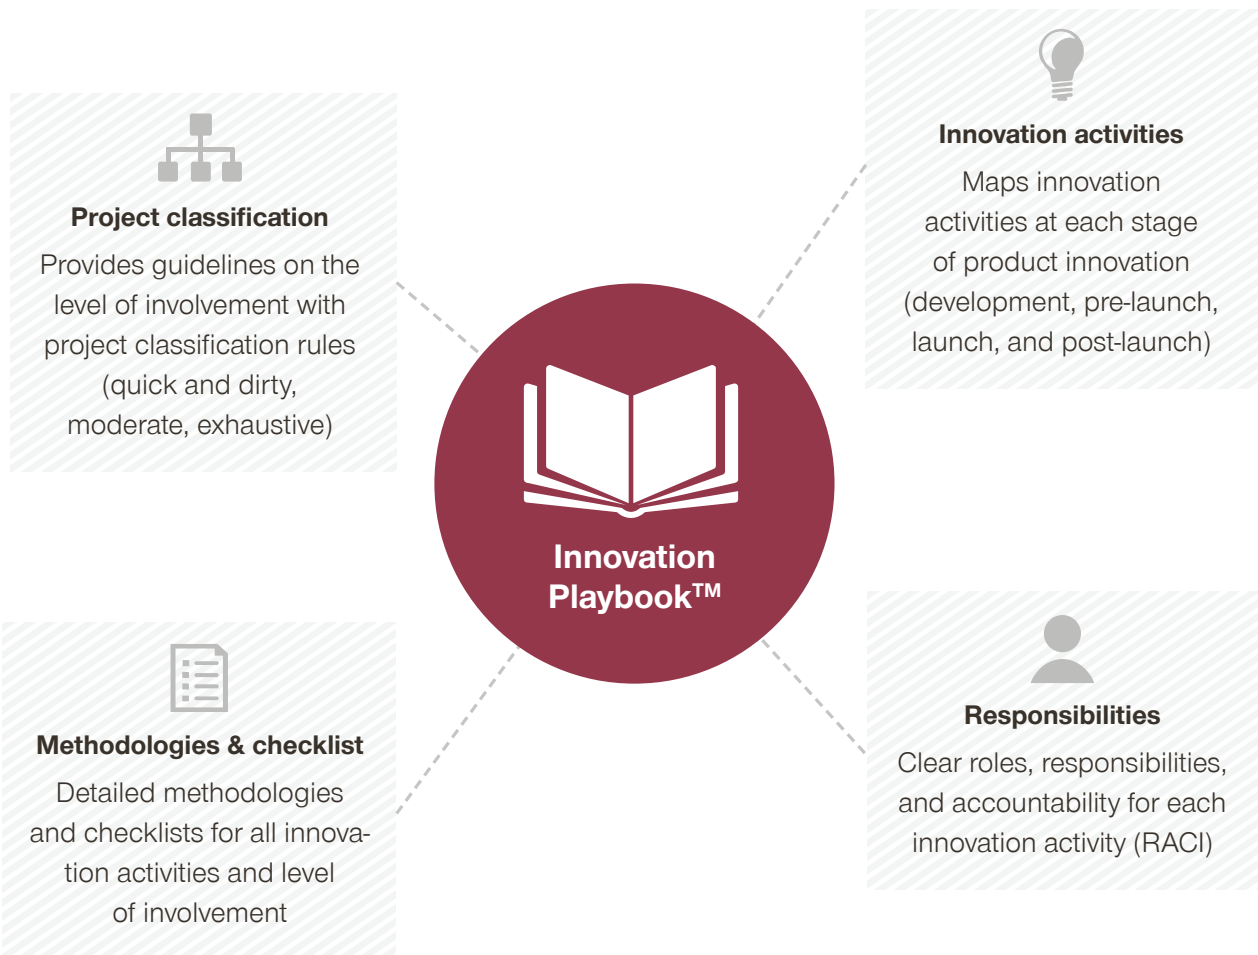 Project classification
Provides guidelines on the
level of involvement with
project classification rules
(quick and dirty,
moderate, exhaustive)
Innovation activities
Maps innovation
activities at each stage
of product innovation
(development, pre-launch,
launch, and post-launch)
Innovation
Playbook™
Methodologies & checklist
Detailed methodologies
and checklists for all innova-
tion activities and level
of involvement
Responsibilities
Clear roles, responsibilities,
and accountability for each
innovation activity (RACI)